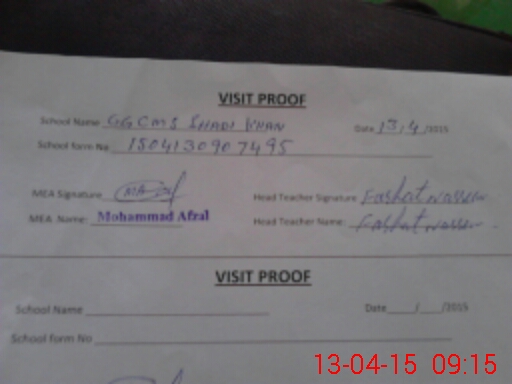 VISIT PROOF
School Name GGCMS SHADI KHAN Date 13/4/2015
School form No 1504130907495
MEA Signature Head Teacher Signature Farhat
MEA Name: Mohammad Afzal Head Teacher Name: Farhat
VISIT PROOF
School Name Date / /2015
School form No
13-04-15 09:15